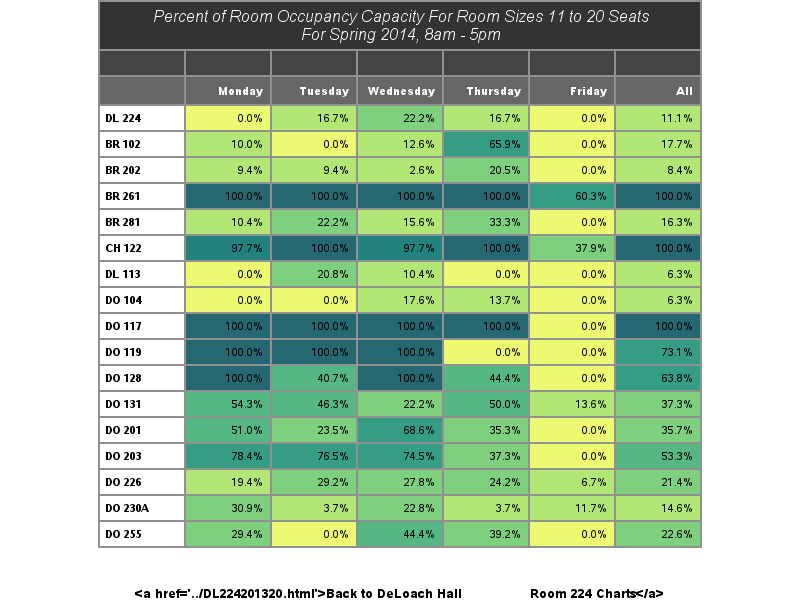 Percent of Room Occupancy Capacity For Room Sizes 11 to 20 Seats
For Spring 2014, 8am - 5pm
Monday Tuesday Wednesday Thursday Friday All
DL 224 0.0% 16.7% 22.2% 16.7% 0.0% 11.1%
BR 102 10.0% 0.0% 12.6% 65.9% 0.0% 17.7%
BR 202 9.4% 9.4% 2.6% 20.5% 0.0% 8.4%
BR 261 100.0% 100.0% 100.0% 100.0% 60.3% 100.0%
BR 281 10.4% 22.2% 15.6% 33.3% 0.0% 16.3%
CH 122 97.7% 100.0% 97.7% 100.0% 37.9% 100.0%
DL 113 0.0% 20.8% 10.4% 0.0% 0.0% 6.3%
DO 104 0.0% 0.0% 17.6% 13.7% 0.0% 6.3%
DO 117 100.0% 100.0% 100.0% 100.0% 0.0% 100.0%
DO 119 100.0% 100.0% 100.0% 0.0% 0.0% 73.1%
DO 128 100.0% 40.7% 100.0% 44.4% 0.0% 63.8%
DO 131 54.3% 46.3% 22.2% 50.0% 13.6% 37.3%
DO 201 51.0% 23.5% 68.6% 35.3% 0.0% 35.7%
DO 203 78.4% 76.5% 74.5% 37.3% 0.0% 53.3%
DO 226 19.4% 29.2% 27.8% 24.2% 6.7% 21.4%
DO 230A 30.9% 3.7% 22.8% 3.7% 11.7% 14.6%
DO 255 29.4% 0.0% 44.4% 39.2% 0.0% 22.6%
<a href='../DL224201320.html'>Back to DeLoach Hall Room 224 Charts</a>